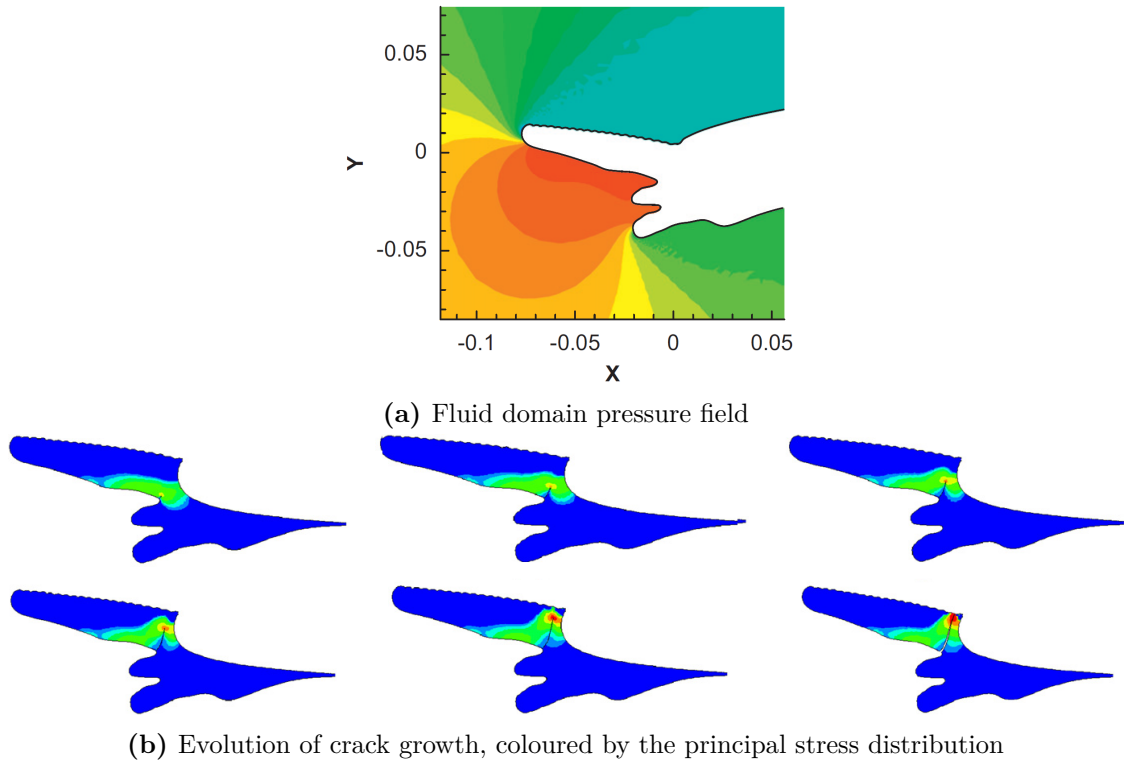 0.05
0
Y
-0.05
-0.1 -0.05 0 0.05
X
(a) Fluid domain pressure field
(b) Evolution of crack growth, coloured by the principal stress distribution